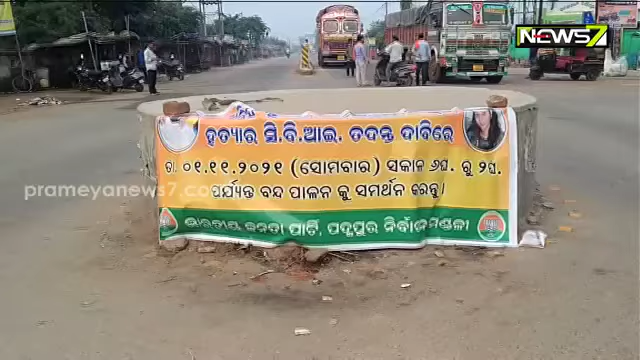 NEWS7
ହତ୍ୟାର ସି.ବି.ଆଇ. ତଦନ୍ତ ଦାବିରେ
ତା. ୦୧.୧୧.୨୦୨୧ (ସୋମବାର) ସକାଳ ୬ଘ. ରୁ ୨ଘ.
ପର୍ଯ୍ୟନ୍ତ ବନ୍ଦ ପାଳନ କୁ ସମର୍ଥନ କରନ୍ତୁ।
ଭାରତୀୟ ଜନତା ପାର୍ଟି, ପଦ୍ମପୁର ନିର୍ବାଚନମଣ୍ଡଳୀ
prameyanews7.com